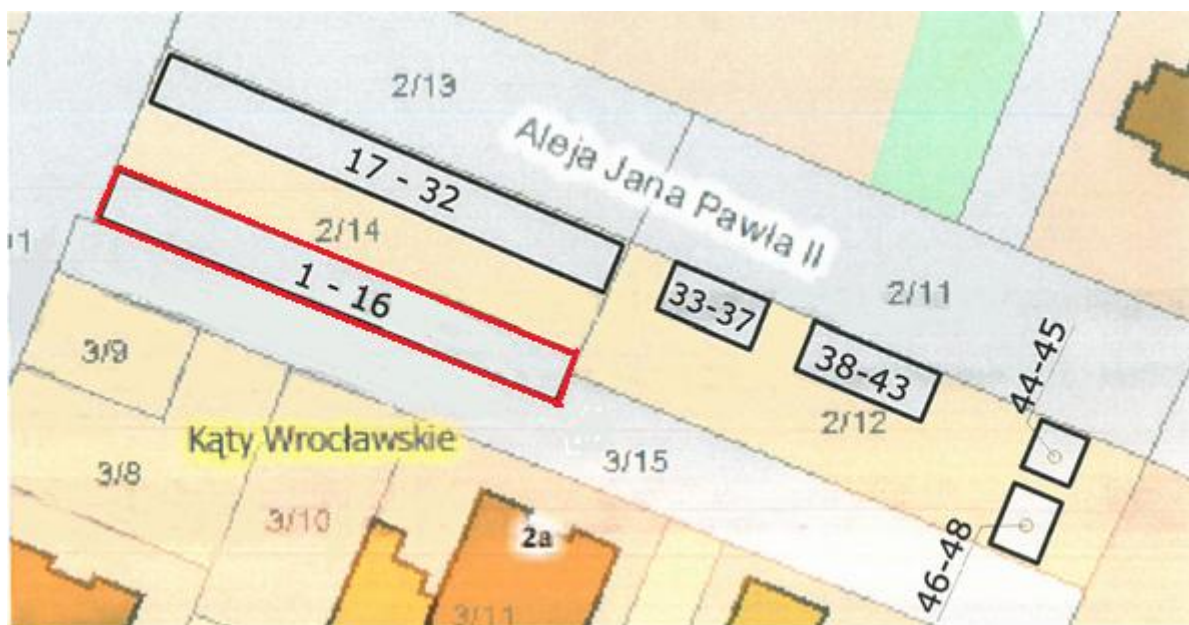 2/13
Aleja Jana Pawła II
17 - 32
2/14
1 - 16
2/11
33-37
38-43
44-45
2/12
3/9
Kąty Wrocławskie
3/15
3/8
3/10
2a
46-48
3/11